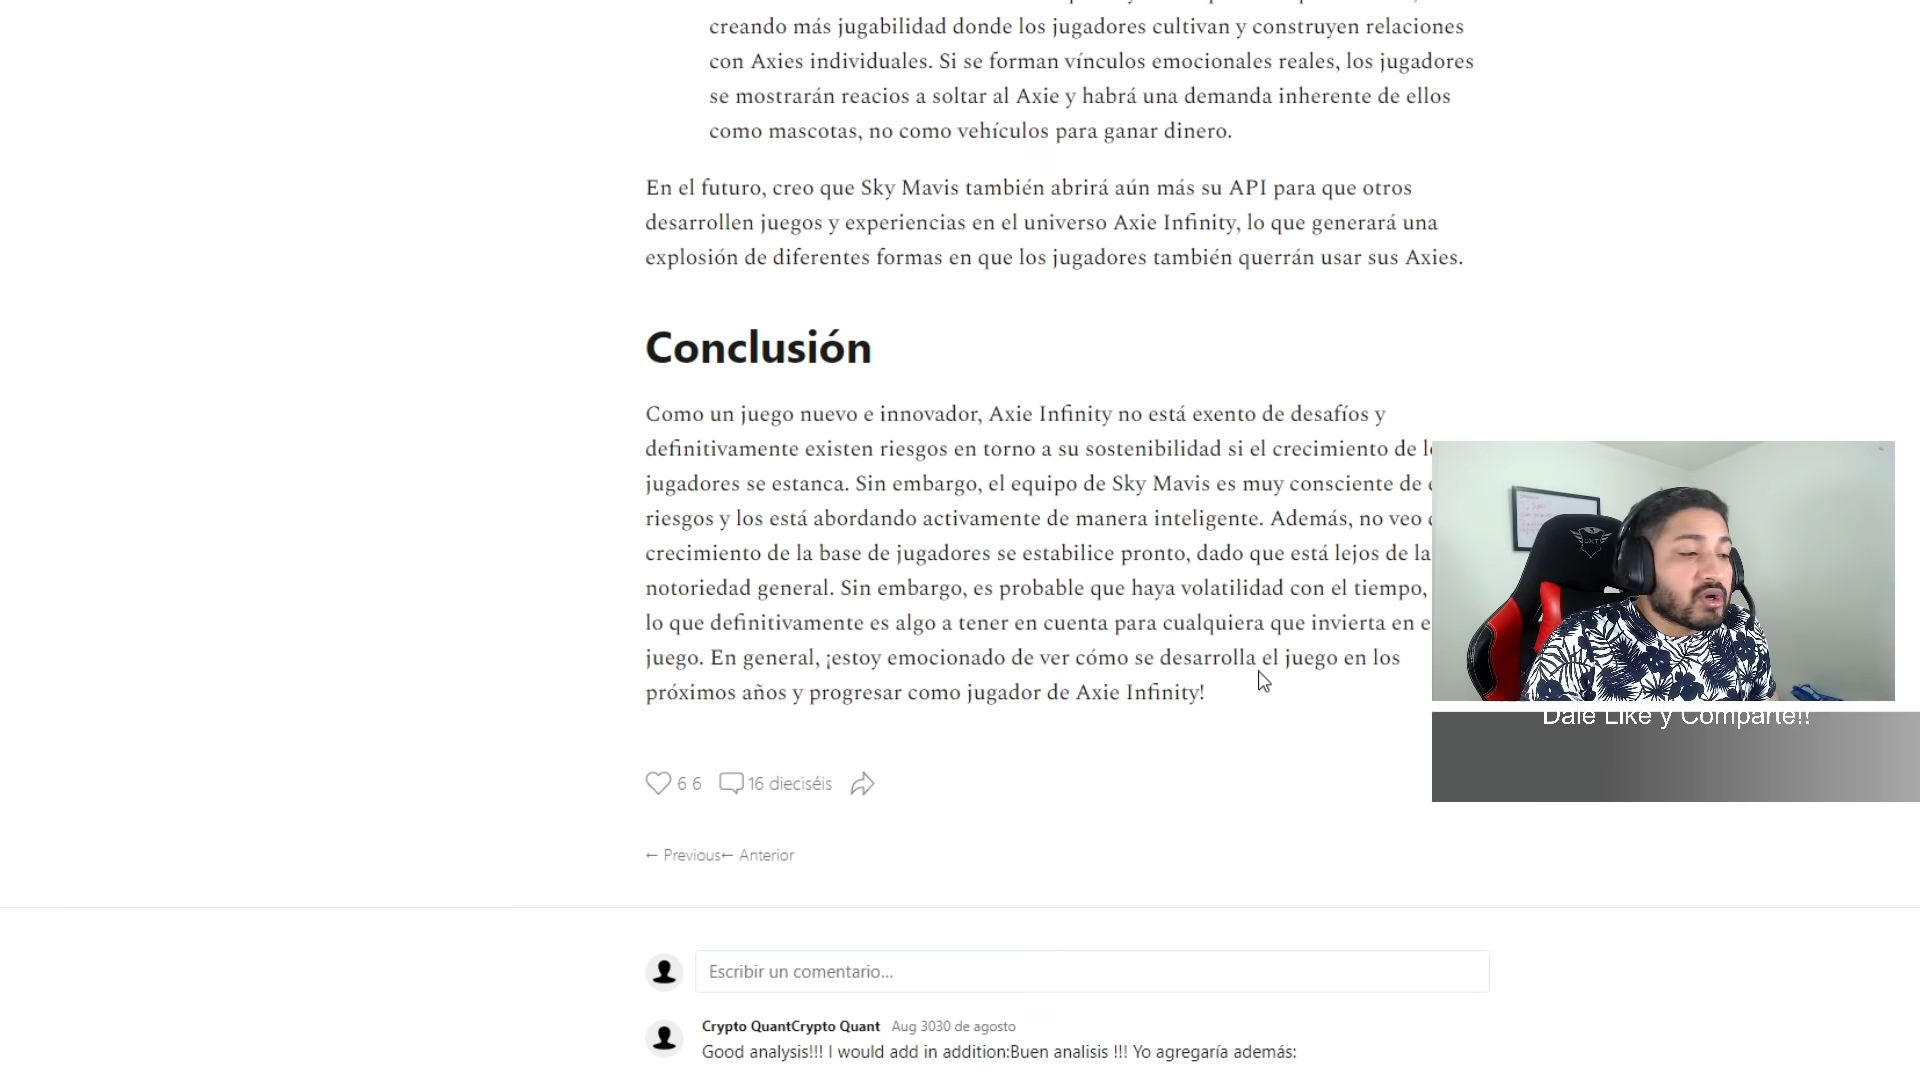 creando más jugabilidad donde los jugadores cultivan y construyen relaciones
con Axies individuales. Si se forman vínculos emocionales reales, los jugadores
se mostrarán reacios a soltar al Axie y habrá una demanda inherente de ellos
como mascotas, no como vehículos para ganar dinero.
En el futuro, creo que Sky Mavis también abrirá aún más su API para que otros
desarrollen juegos y experiencias en el universo Axie Infinity, lo que generará una
explosión de diferentes formas en que los jugadores también querrán usar sus Axies.
Conclusión
Como un juego nuevo e innovador, Axie Infinity no está exento de desafíos y
definitivamente existen riesgos en torno a su sostenibilidad si el crecimiento de
jugadores se estanca. Sin embargo, el equipo de Sky Mavis es muy consciente de
riesgos y los está abordando activamente de manera inteligente. Además, no veo
crecimiento de la base de jugadores se estabilice pronto, dado que está lejos de la
notoriedad general. Sin embargo, es probable que haya volatilidad con el tiempo,
lo que definitivamente es algo a tener en cuenta para cualquiera que invierta en
juego. En general, ¡estoy emocionado de ver cómo se desarrolla el juego en los
próximos años y progresar como jugador de Axie Infinity!
Dale Like y Comparte!!
6 6 16 dieciséis
← Previous← Anterior
Escribir un comentario...
Crypto QuantCrypto Quant Aug 3030 de agosto
Good analysis!!! I would add in addition:Buen analisis !!! Yo agregaría además: